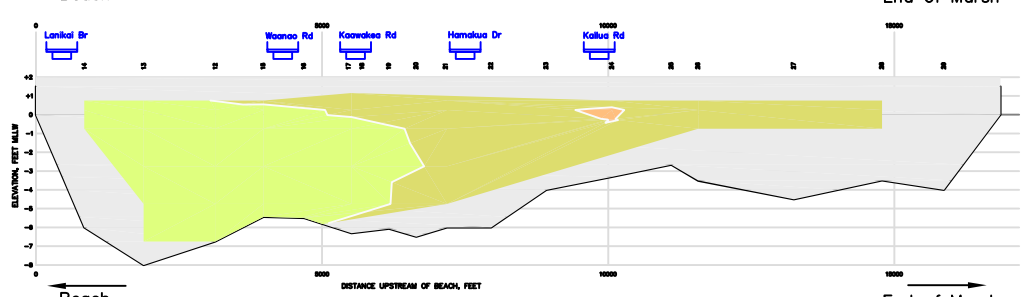 End of Marsh
0 5000 10000 15000
Lanikai Br Waanao Rd Kaawakea Rd Hamakua Dr Kailua Rd
14 13 12 15 16 17 18 19 20 21 22 23 24 25 26 27 28 29
+2
+1
0
-1
-2
-3
-4
-5
-6
-7
-8
ELEVATION, FEET MLLW
0 5000 10000 15000
DISTANCE UPSTREAM OF BEACH, FEET
Beach
End of Marsh